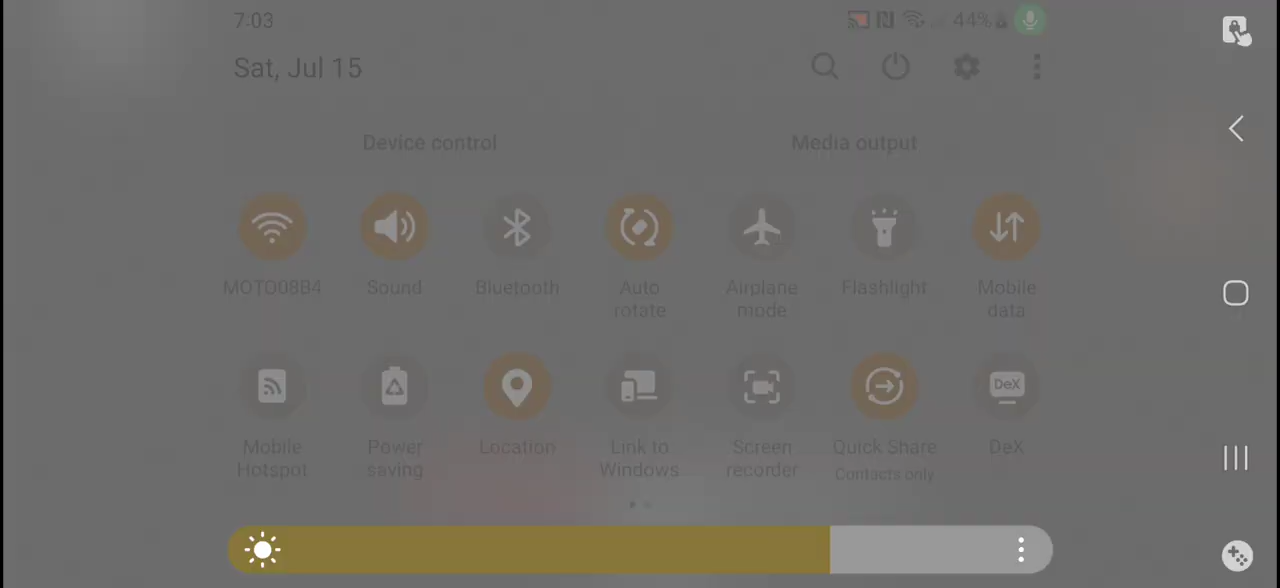 7:03
44%
Sat, Jul 15
Device control
Media output
MOTO08B4
Sound
Bluetooth
Auto
rotate
Airplane
mode
Flashlight
Mobile
data
Mobile
Hotspot
Power
saving
Location
Link to
Windows
Screen
recorder
Quick Share
Contacts only
DeX
DeX